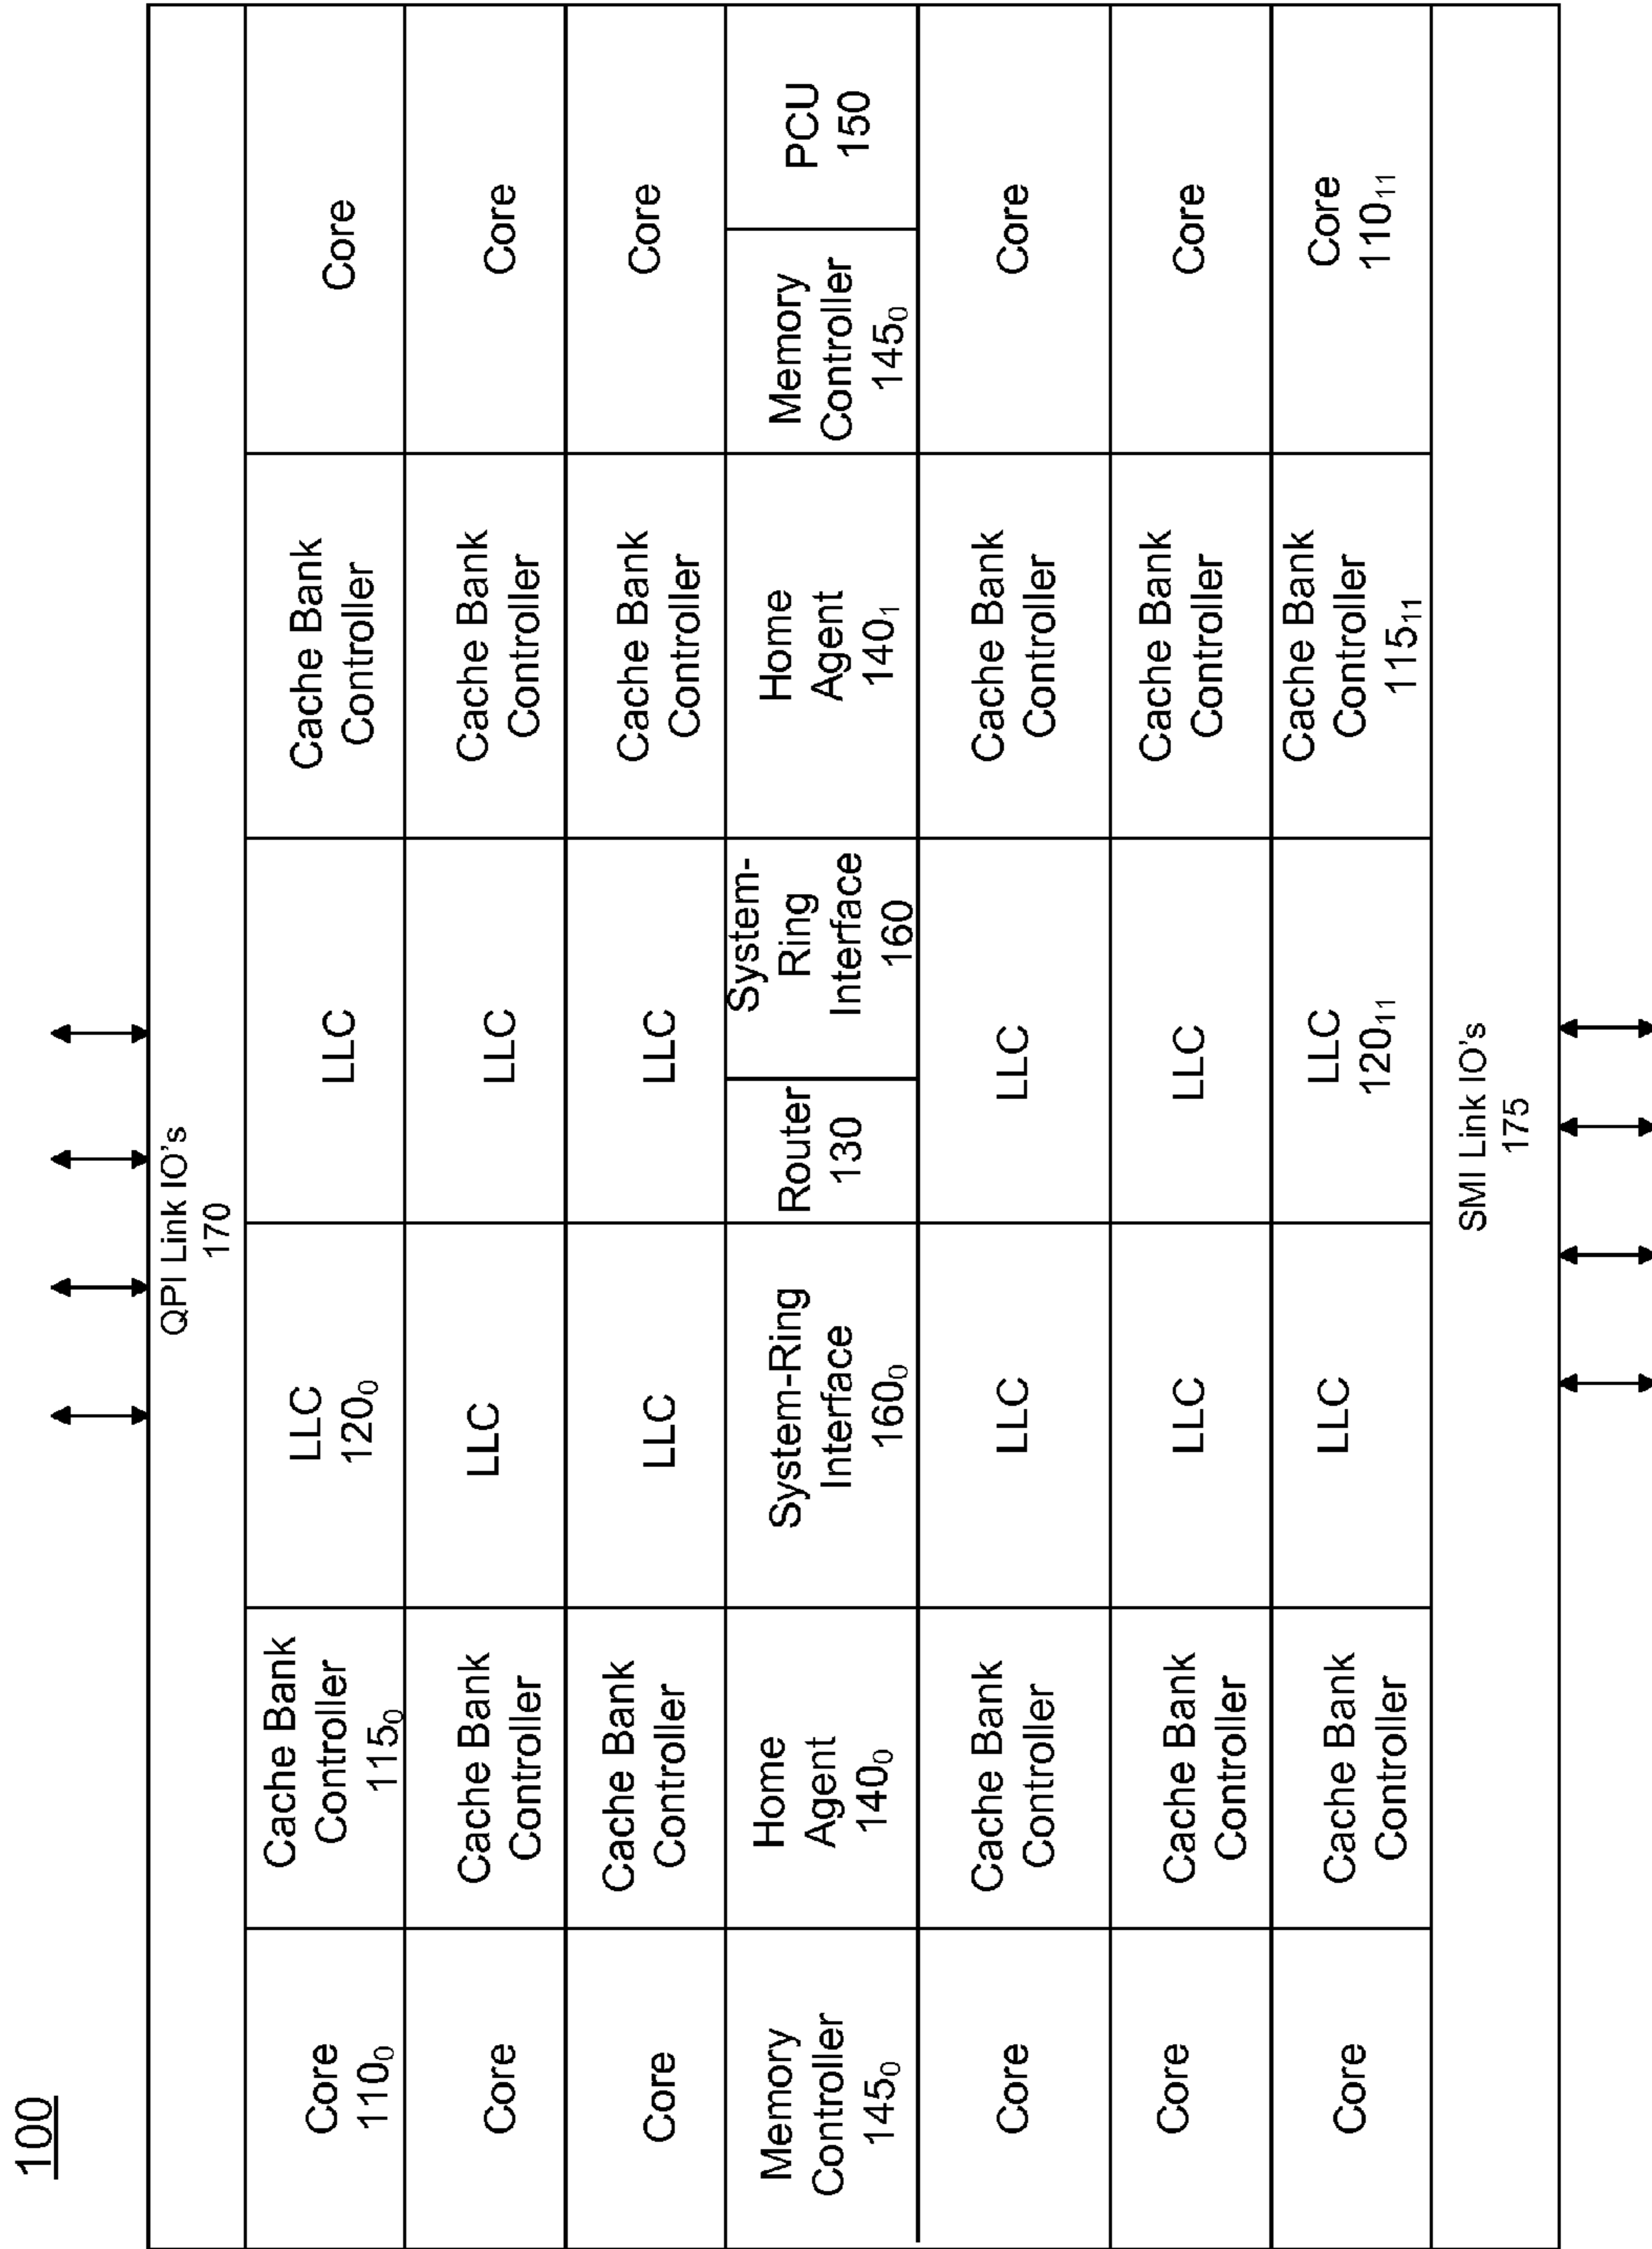 100
QPI Link IO's
170
Core
110₀
Cache Bank
Controller
115₀
LLC
120₀
LLC
Cache Bank
Controller
Core
Core
Cache Bank
Controller
LLC
LLC
Cache Bank
Controller
Core
Core
Cache Bank
Controller
LLC
LLC
Cache Bank
Controller
Core
Memory
Controller
145₀
Home
Agent
140₀
System-Ring
Interface
160₀
Router
130
System-
Ring
Interface
160
Home
Agent
140₁
Memory
Controller
145₀
PCU
150
Core
Cache Bank
Controller
LLC
LLC
Cache Bank
Controller
Core
Core
Cache Bank
Controller
LLC
LLC
Cache Bank
Controller
Core
Core
Cache Bank
Controller
LLC
LLC
120₁₁
Cache Bank
Controller
115₁₁
Core
110₁₁
SMI Link IO's
175